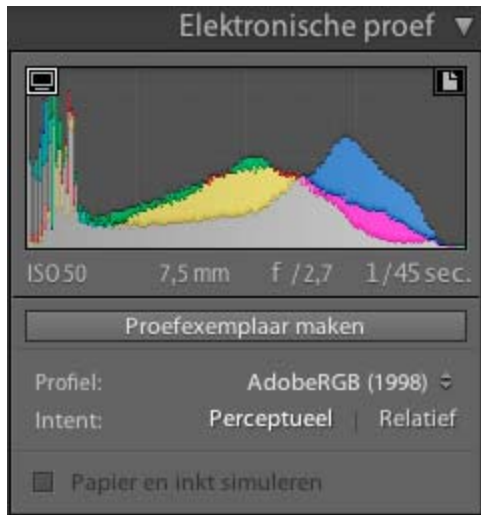 Elektronische proef
ISO 50 7,5 mm f / 2,7 1/45 sec.
Proefexemplaar maken
Profiel: AdobeRGB (1998)
Intent: Perceptueel | Relatief
Papier en inkt simuleren